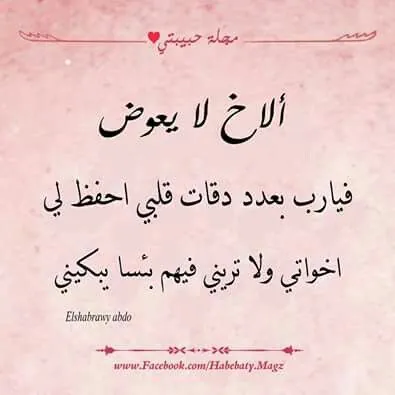 مجلة حبيبتي
ألاخ لا يعوض
فيارب بعدد دقات قلبي احفظ لي
اخواتي ولا تريني فيهم بئسا يبكيني
Elshabrawy abdo
www.Facebook.com/Habebaty.Magz